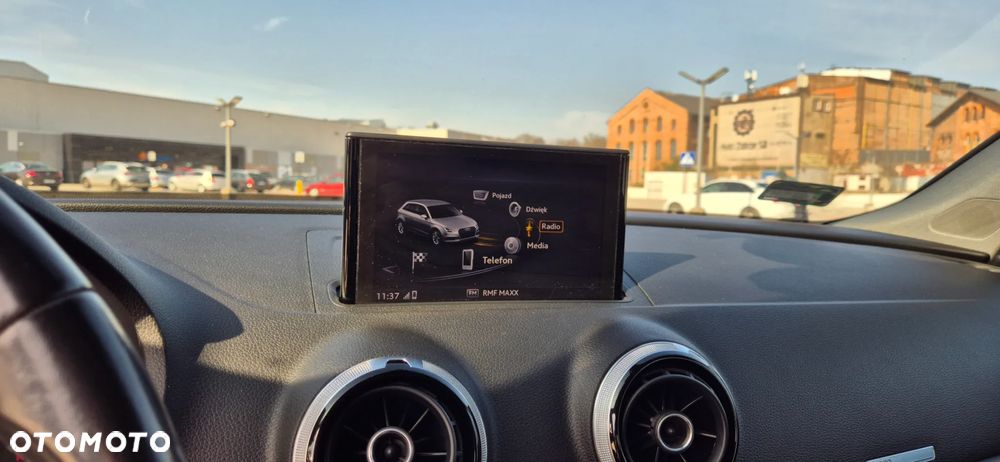 Pojazd
Dźwięk
Radio
Media
Telefon
11:37
RMF MAXX
OTOMOTO